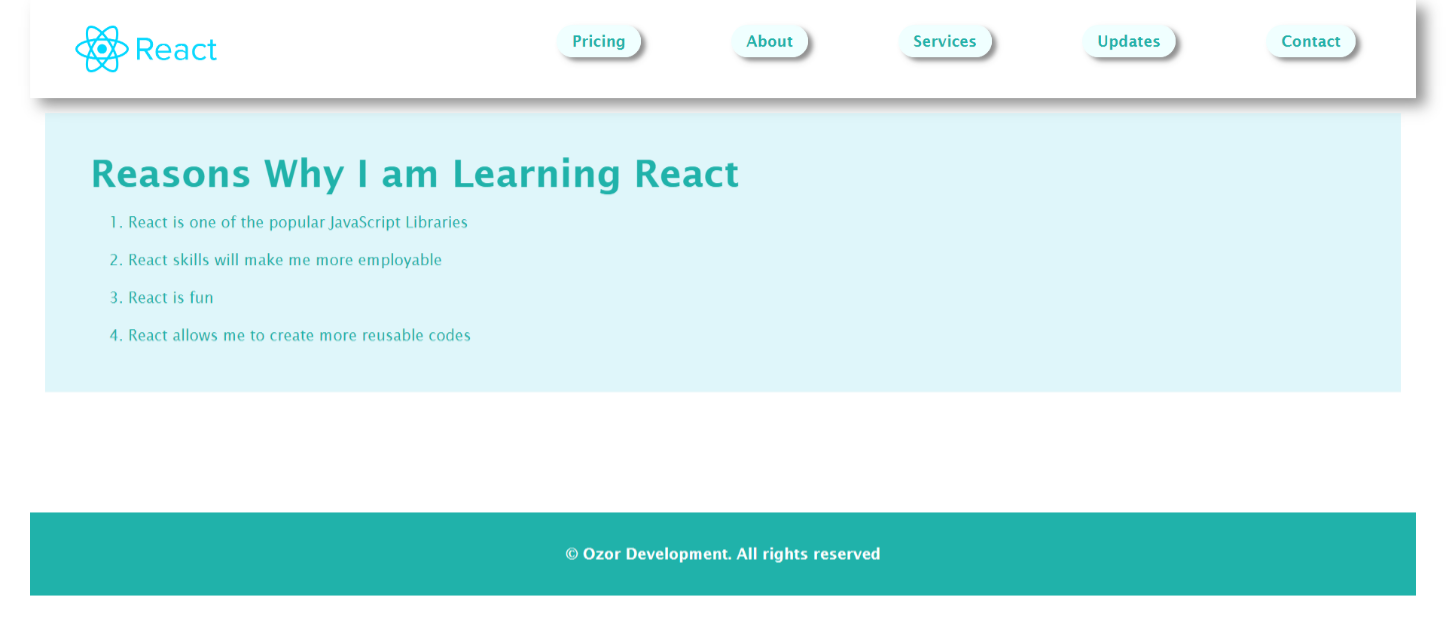 React
Pricing
About
Services
Updates
Contact
Reasons Why I am Learning React
1. React is one of the popular JavaScript Libraries
2. React skills will make me more employable
3. React is fun
4. React allows me to create more reusable codes
© Ozor Development. All rights reserved